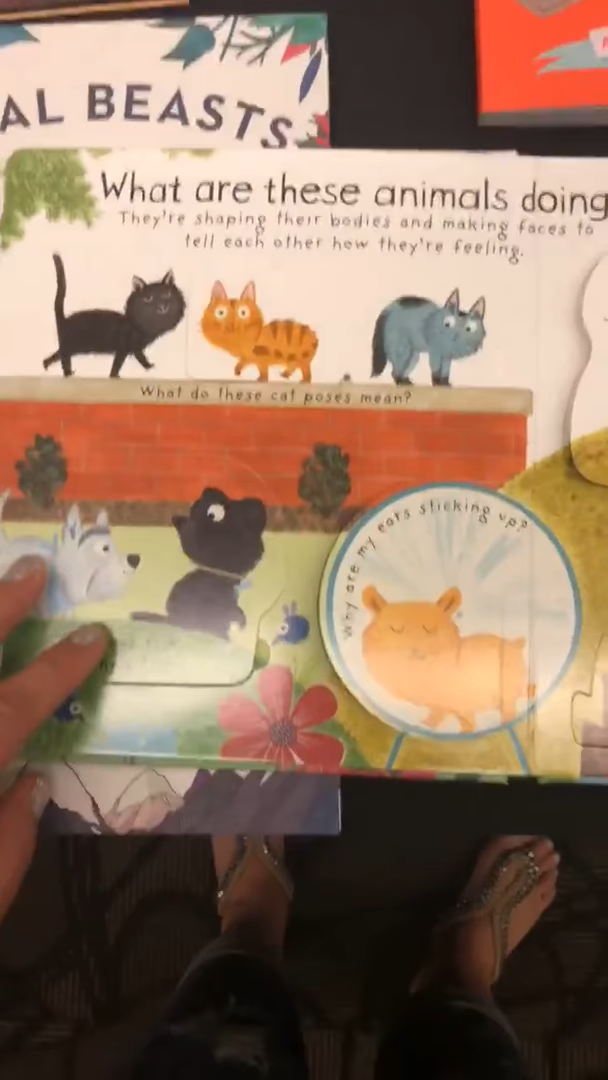 AL BEASTS
What are these animals doing
They're shaping their bodies and making faces to
tell each other how they're feeling.
What do these cat poses mean?
Why are my ears sticking up?